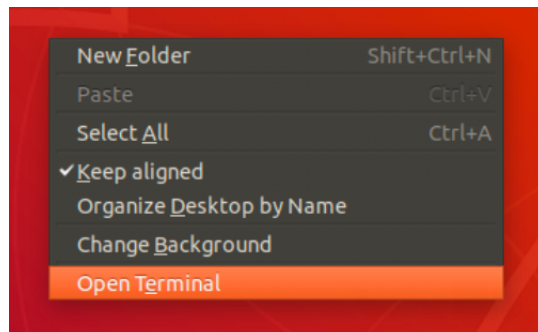 New Folder Shift+Ctrl+N
Paste Ctrl+V
Select All Ctrl+A
Keep aligned
Organize Desktop by Name
Change Background
Open Terminal